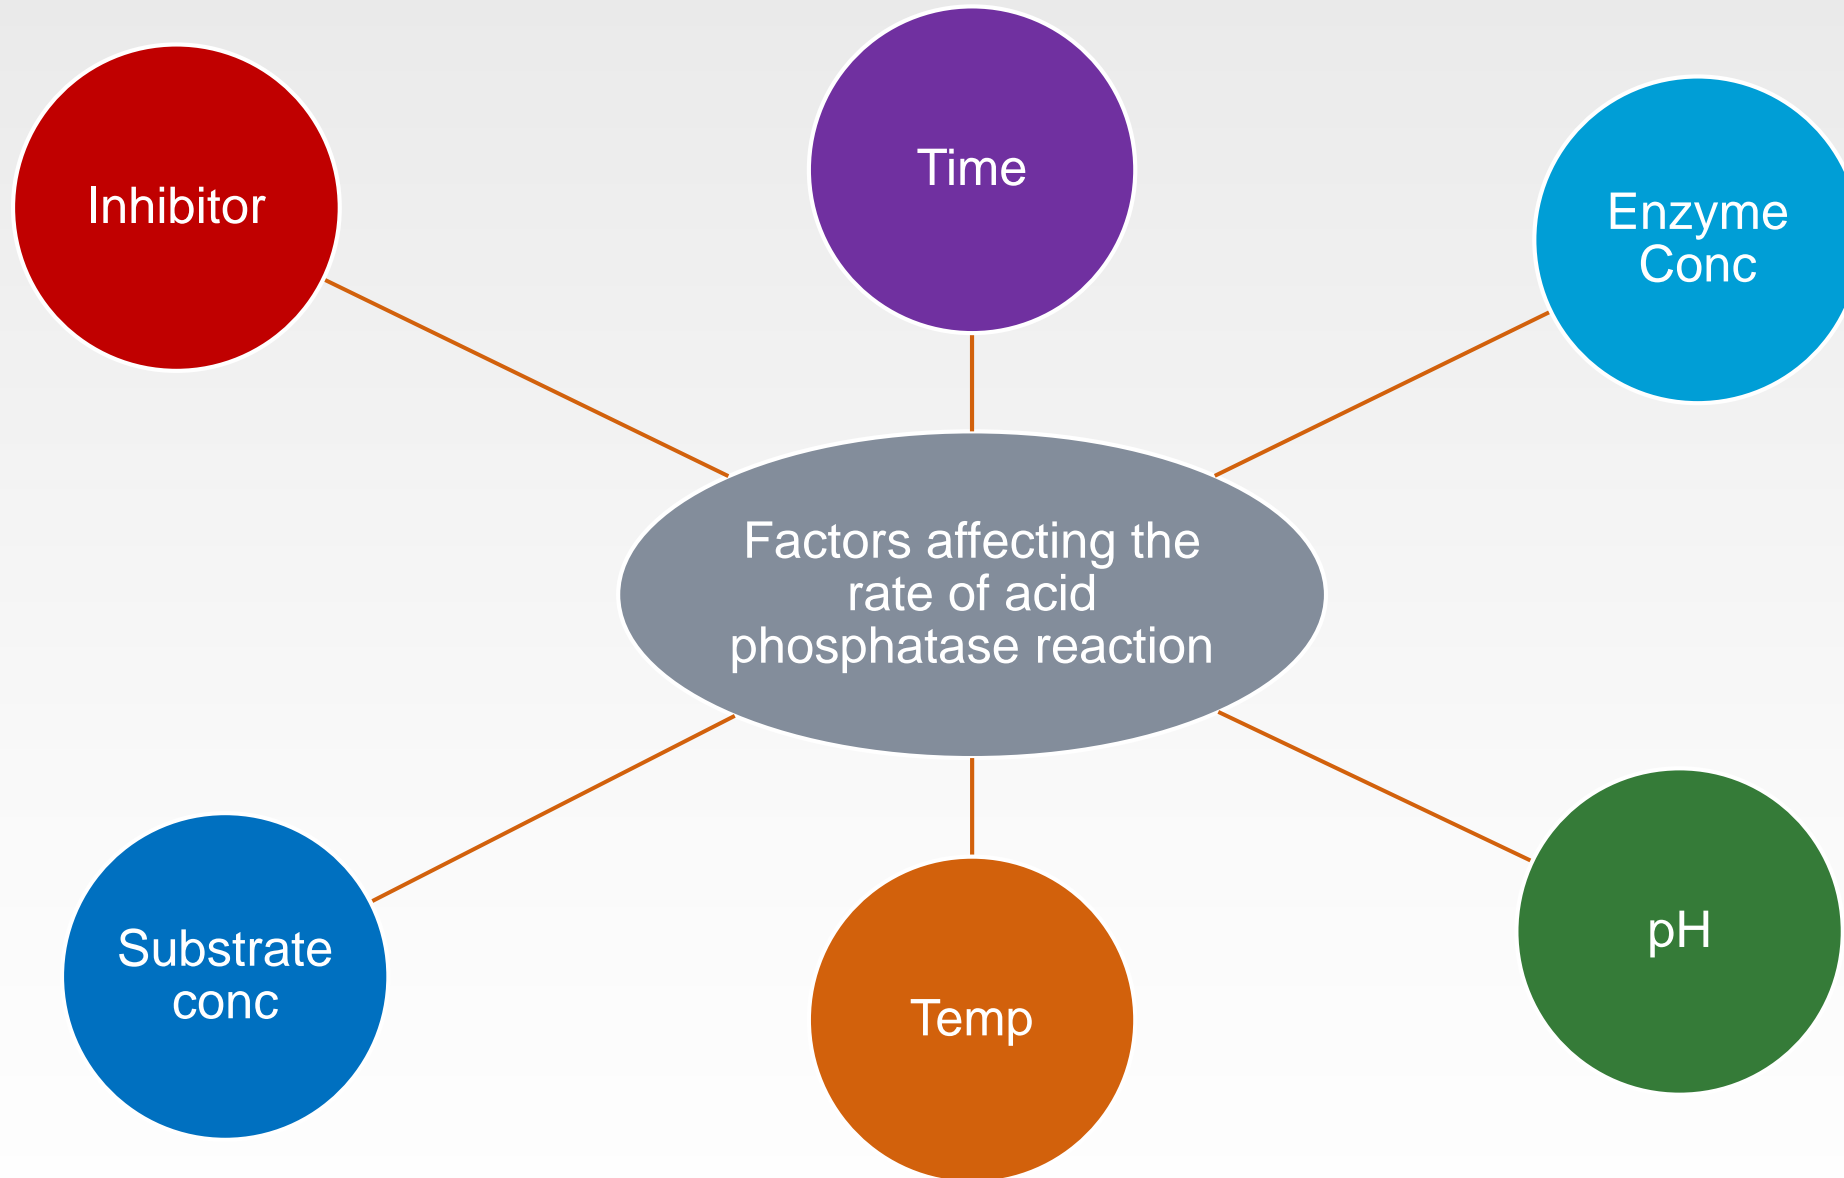 Inhibitor
Time
Enzyme
Conc
Factors affecting the
rate of acid
phosphatase reaction
Substrate
conc
Temp
pH